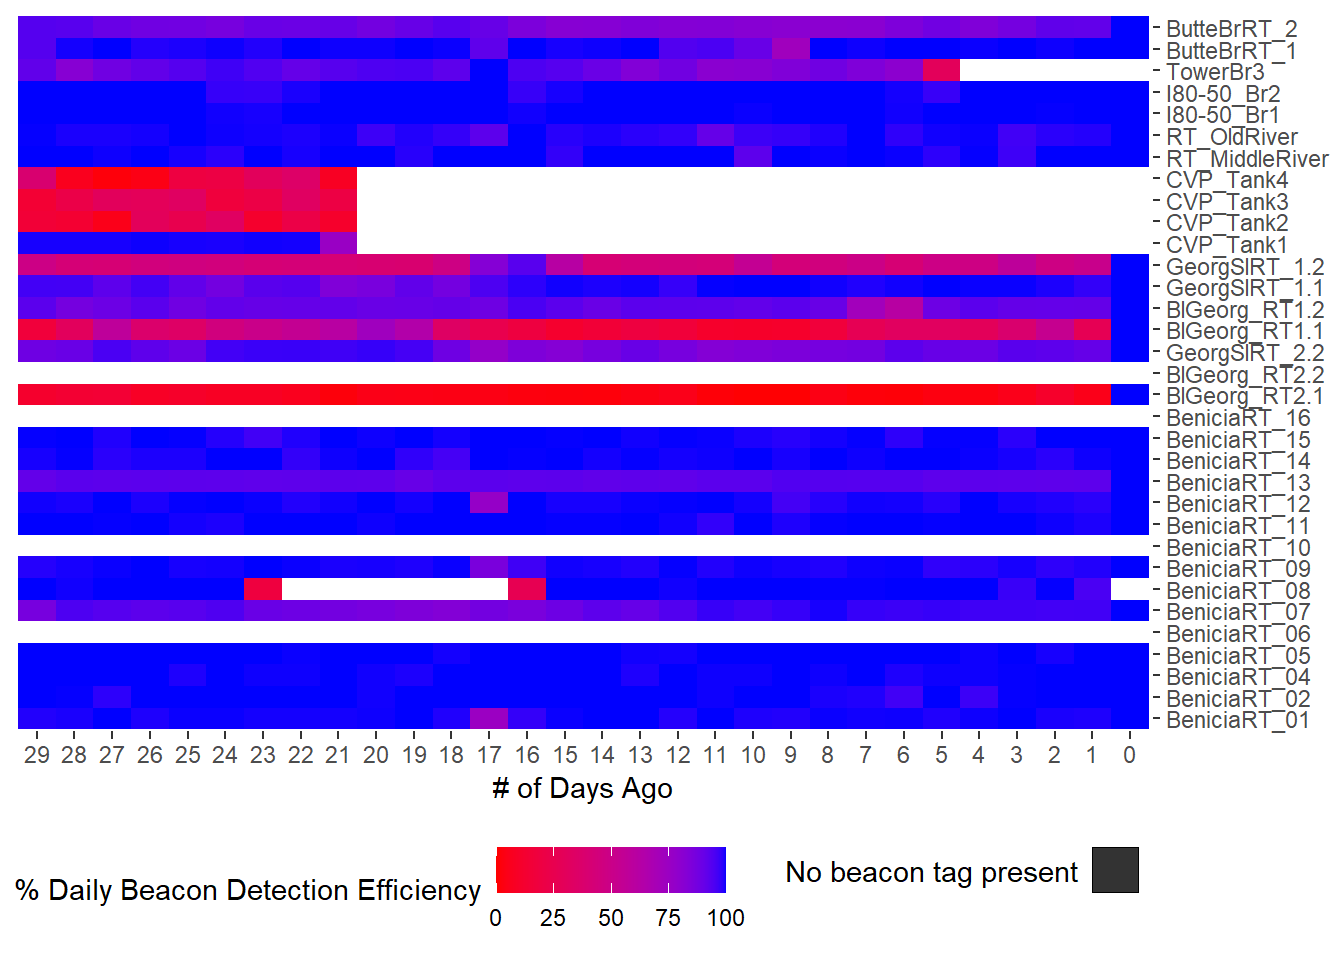 ButteBrRT_2
ButteBrRT_1
TowerBr3
I80-50_Br2
I80-50_Br1
RT_OldRiver
RT_MiddleRiver
CVP_Tank4
CVP_Tank3
CVP_Tank2
CVP_Tank1
GeorgSlRT_1.2
GeorgSlRT_1.1
BlGeorg_RT1.2
BlGeorg_RT1.1
GeorgSlRT_2.2
BlGeorg_RT2.2
BlGeorg_RT2.1
BeniciaRT_16
BeniciaRT_15
BeniciaRT_14
BeniciaRT_13
BeniciaRT_12
BeniciaRT_11
BeniciaRT_10
BeniciaRT_09
BeniciaRT_08
BeniciaRT_07
BeniciaRT_06
BeniciaRT_05
BeniciaRT_04
BeniciaRT_02
BeniciaRT_01
29 28 27 26 25 24 23 22 21 20 19 18 17 16 15 14 13 12 11 10 9 8 7 6 5 4 3 2 1 0
# of Days Ago
% Daily Beacon Detection Efficiency
0 25 50 75 100
No beacon tag present